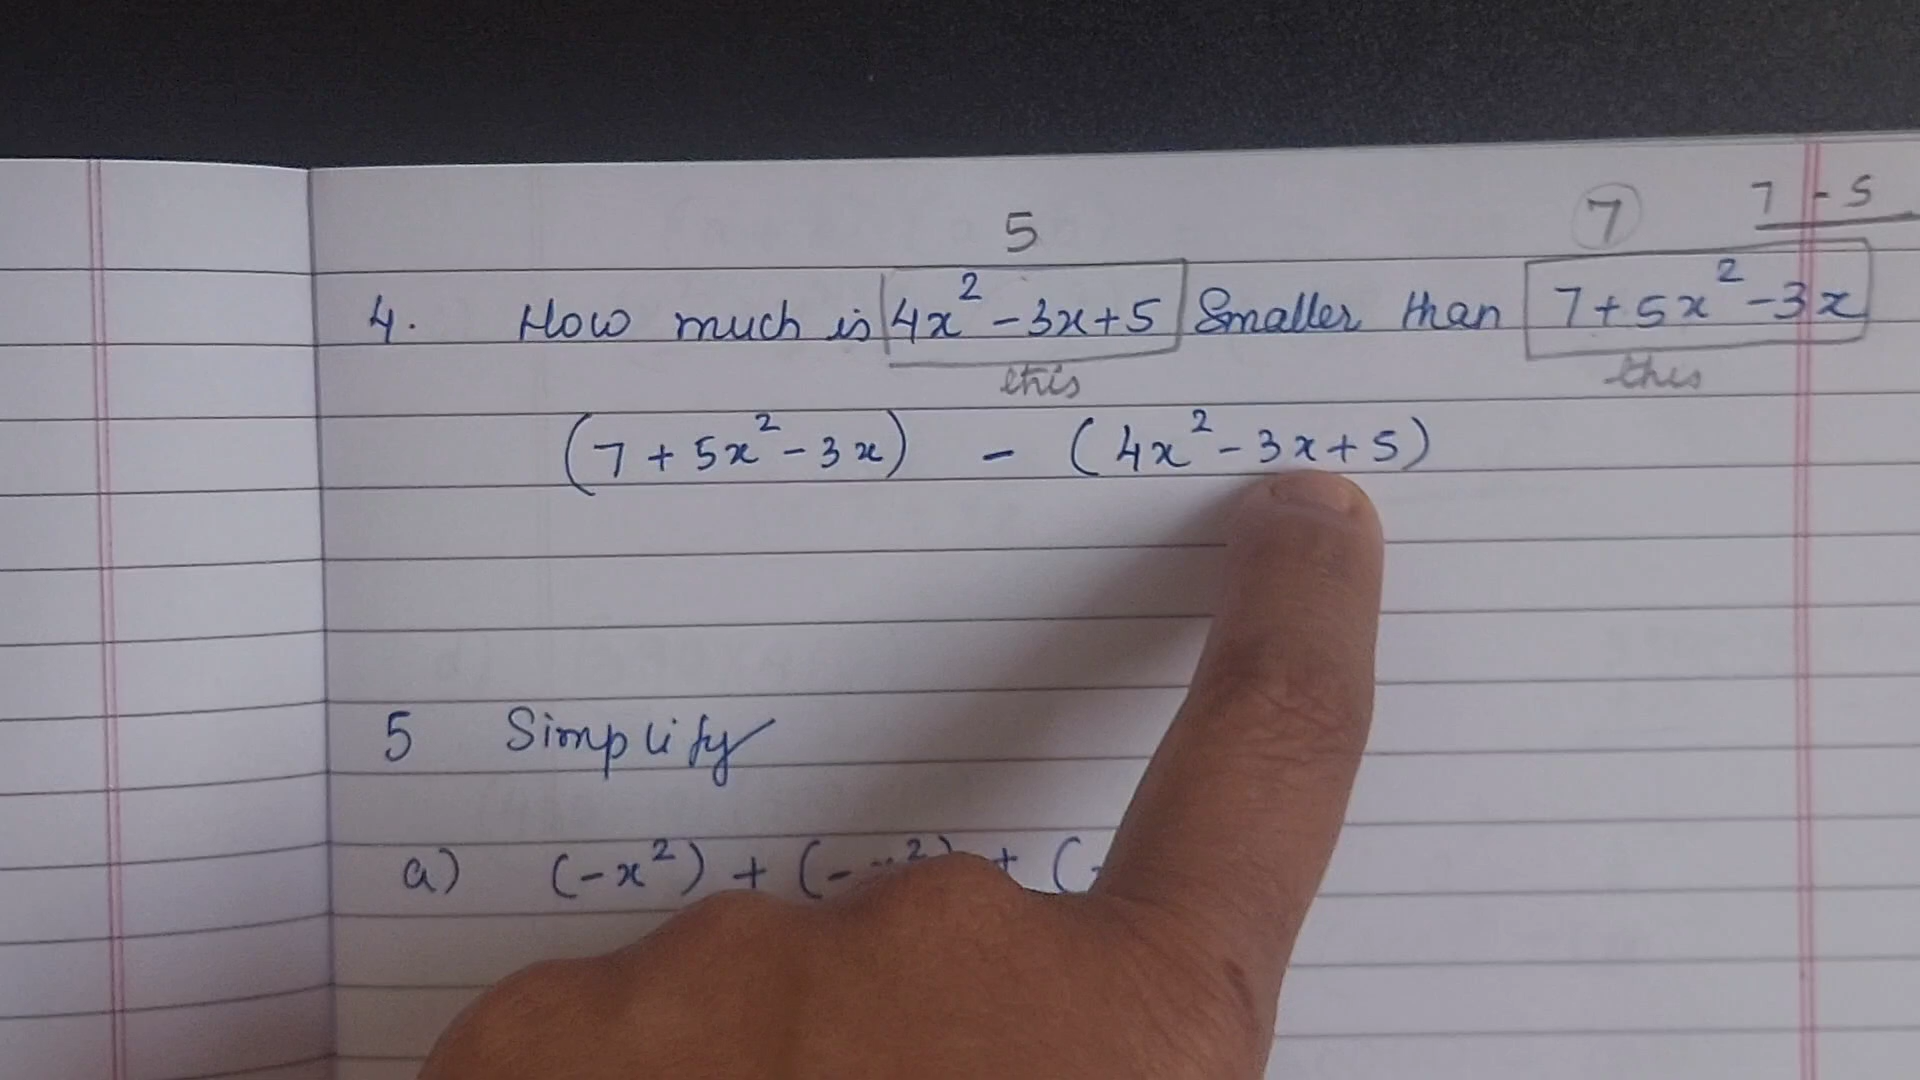 5 7 7 - 5
4. How much is 4x² - 3x + 5 Smaller than 7 + 5x² - 3x
this this
(7 + 5x² - 3x) - (4x² - 3x + 5)
5 Simplify
a) (-x²) + (- ²) + (-